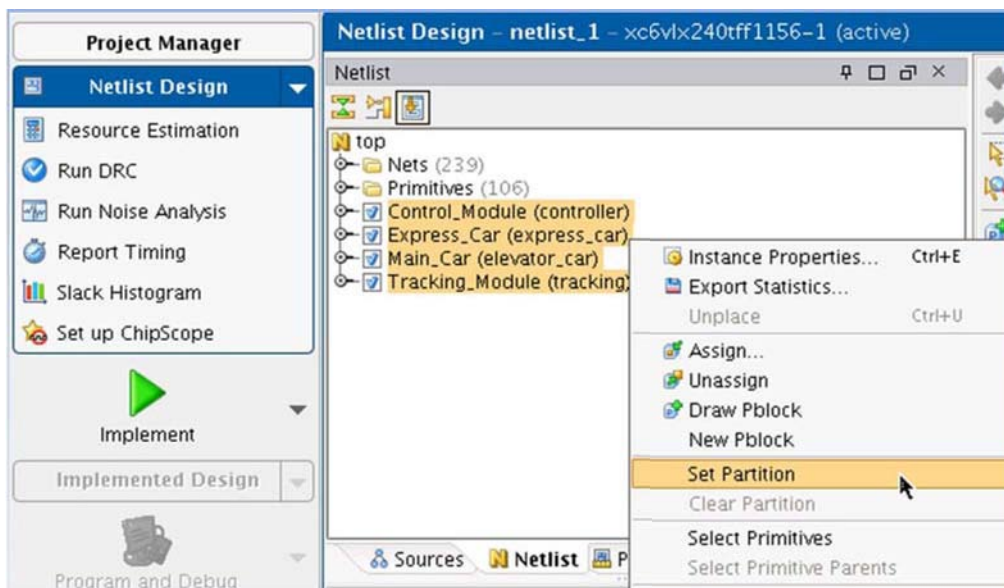 Project Manager
Netlist Design
Resource Estimation
Run DRC
Run Noise Analysis
Report Timing
Slack Histogram
Set up ChipScope
Implement
Implemented Design
Program and Debug
Netlist Design - netlist_1 - xc6vlx240tff1156-1 (active)
Netlist
top
Nets (239)
Primitives (106)
Control_Module (controller)
Express_Car (express_car)
Main_Car (elevator_car)
Tracking_Module (tracking)
Instance Properties... Ctrl+E
Export Statistics...
Unplace Ctrl+U
Assign...
Unassign
Draw Pblock
New Pblock
Set Partition
Clear Partition
Select Primitives
Select Primitive Parents
Sources Netlist P